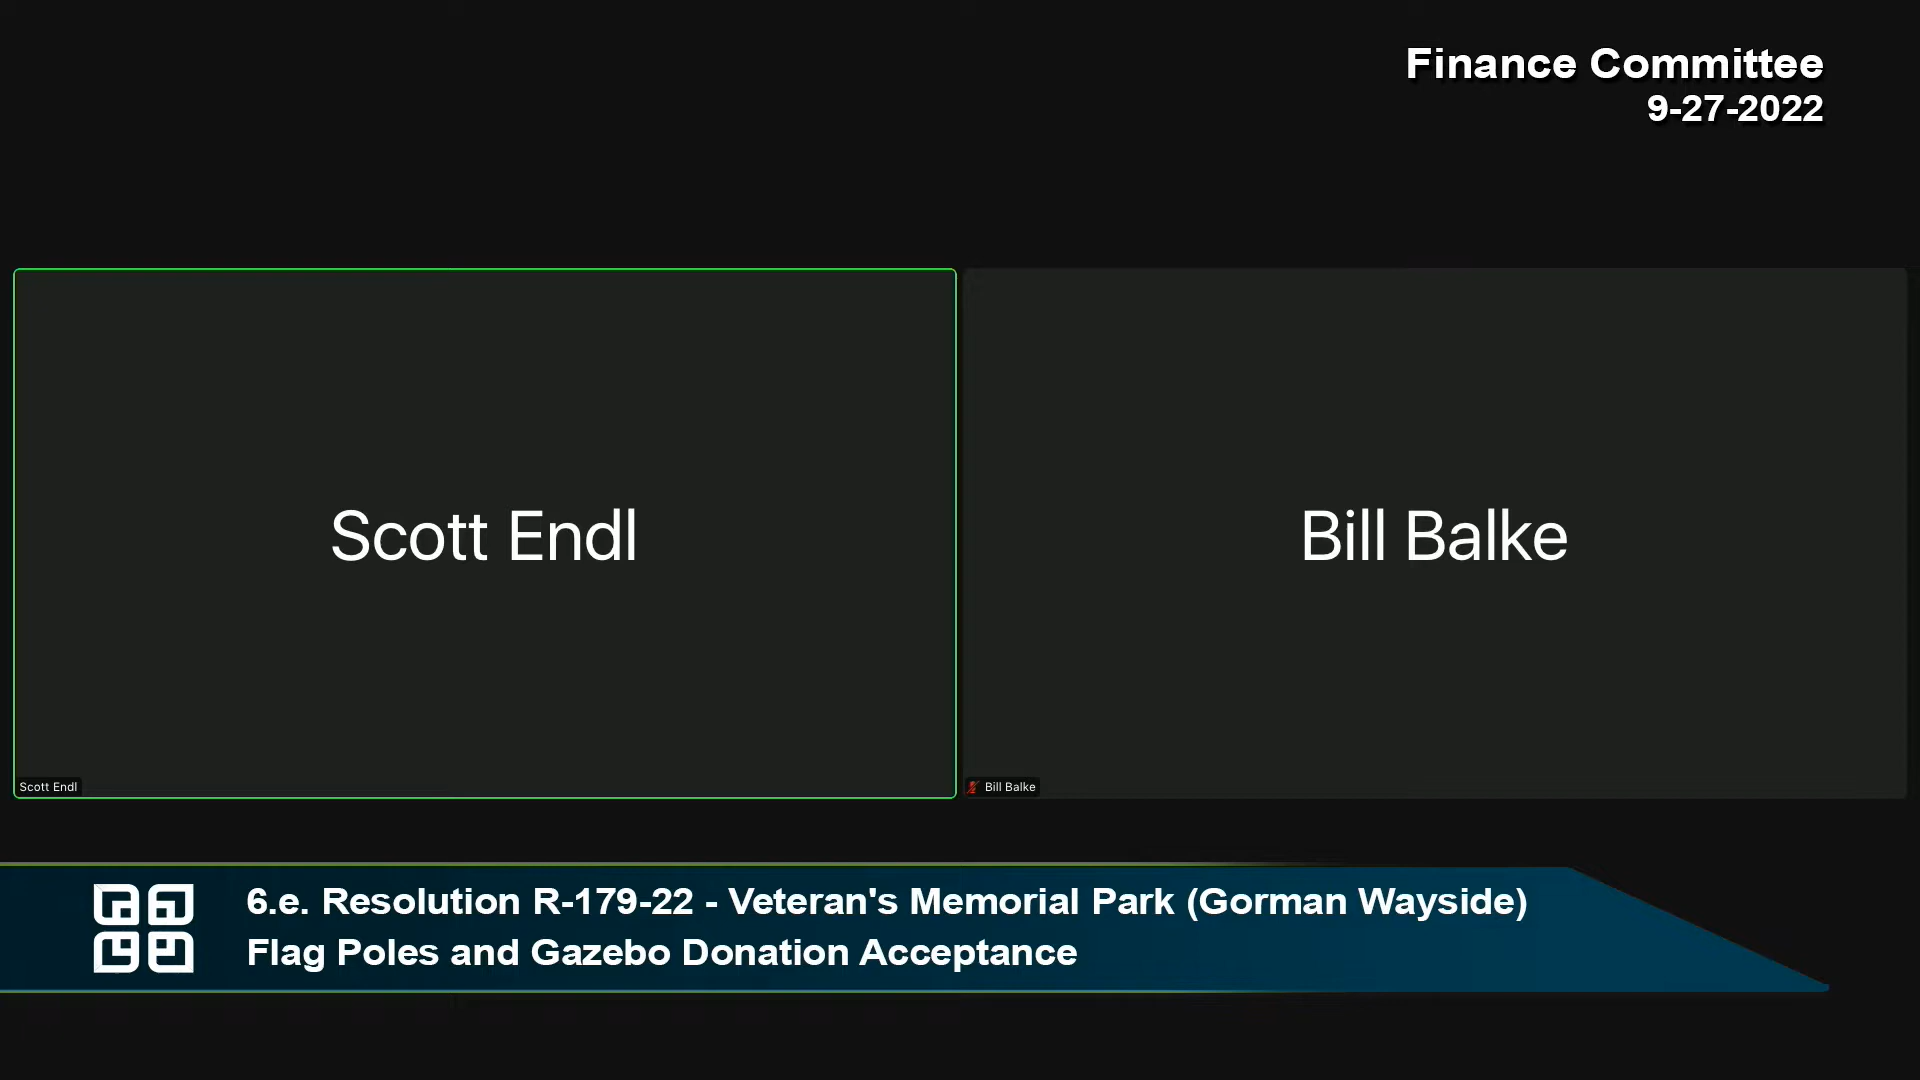 Finance Committee
9-27-2022
Scott Endl
Bill Balke
Scott Endl
Bill Balke
6.e. Resolution R-179-22 - Veteran's Memorial Park (Gorman Wayside)
Flag Poles and Gazebo Donation Acceptance